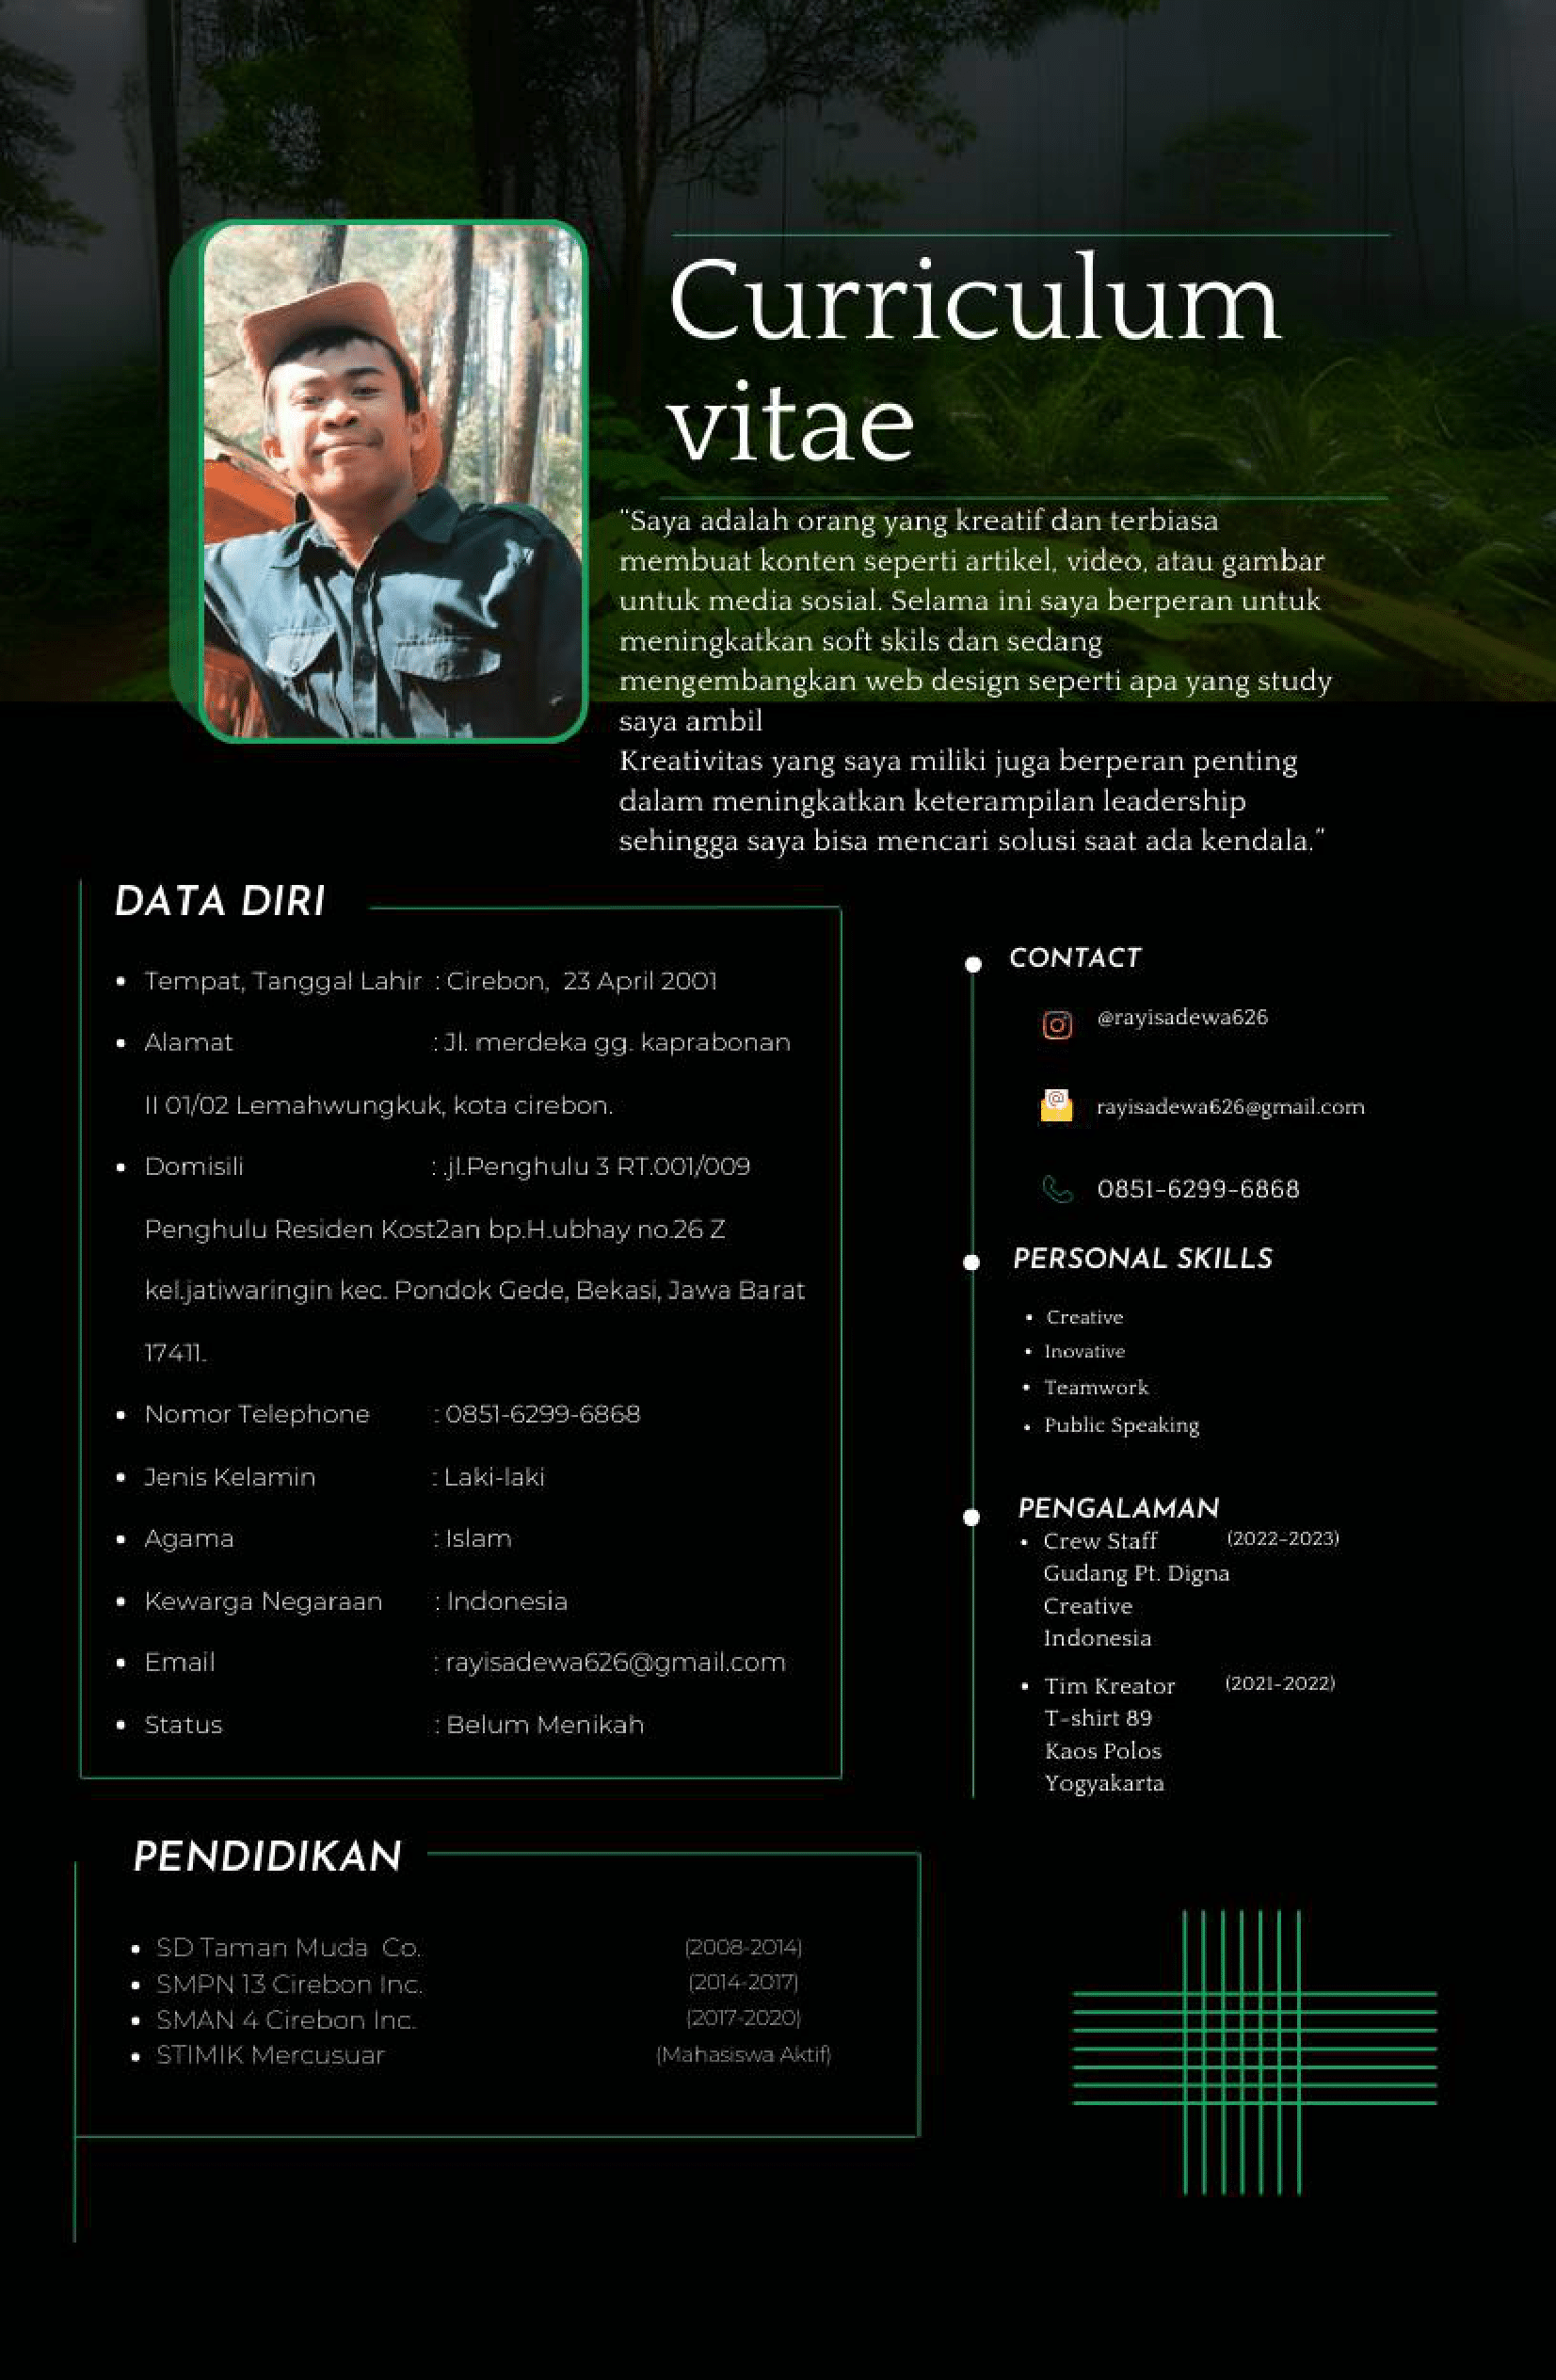 Curriculum
vitae
“Saya adalah orang yang kreatif dan terbiasa
membuat konten seperti artikel, video, atau gambar
untuk media sosial. Selama ini saya berperan untuk
meningkatkan soft skils dan sedang
mengembangkan web design seperti apa yang study
saya ambil
Kreativitas yang saya miliki juga berperan penting
dalam meningkatkan keterampilan leadership
sehingga saya bisa mencari solusi saat ada kendala.”
DATA DIRI
• Tempat, Tanggal Lahir : Cirebon, 23 April 2001
• Alamat : Jl. merdeka gg. kaprabonan
II 01/02 Lemahwungkuk, kota cirebon.
• Domisili : .jl.Penghulu 3 RT.001/009
Penghulu Residen Kost2an bp.H.ubhay no.26 Z
kel.jatiwaringin kec. Pondok Gede, Bekasi, Jawa Barat
17411.
• Nomor Telephone : 0851-6299-6868
• Jenis Kelamin : Laki-laki
• Agama : Islam
• Kewarga Negaraan : Indonesia
• Email : rayisadewa626@gmail.com
• Status : Belum Menikah
CONTACT
@rayisadewa626
rayisadewa626@gmail.com
0851-6299-6868
PERSONAL SKILLS
• Creative
• Inovative
• Teamwork
• Public Speaking
PENGALAMAN
• Crew Staff (2022-2023)
Gudang Pt. Digna
Creative
Indonesia
• Tim Kreator (2021-2022)
T-shirt 89
Kaos Polos
Yogyakarta
PENDIDIKAN
• SD Taman Muda Co. (2008-2014)
• SMPN 13 Cirebon Inc. (2014-2017)
• SMAN 4 Cirebon Inc. (2017-2020)
• STIMIK Mercusuar (Mahasiswa Aktif)